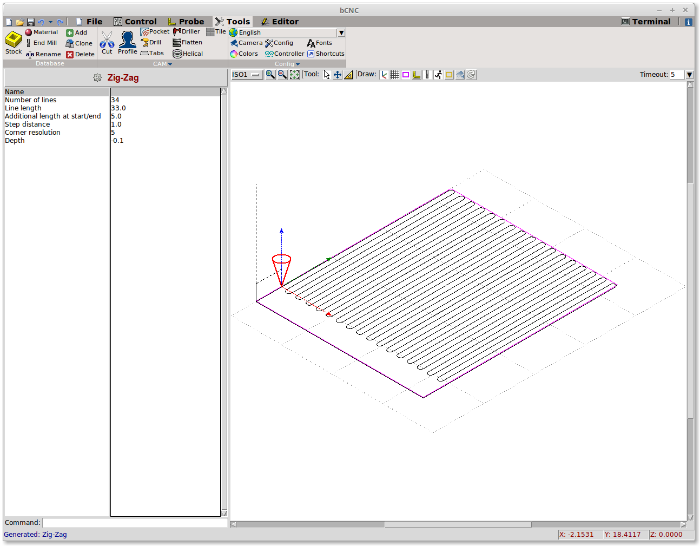 bCNC
File Control Probe Tools Editor Terminal
Stock Material Add Cut Profile Pocket Driller Tile English
End Mill Clone Drill Flatten Camera Config Fonts
Rename Delete Tabs Helical Colors Controller Shortcuts
Database CAM Config
Zig-Zag
ISO1 Tool: Draw: Timeout: 5
Name
Number of lines 34
Line length 33.0
Additional length at start/end 5.0
Step distance 1.0
Corner resolution 5
Depth -0.1
Command:
Generated: Zig-Zag X: -2.1531 Y: 18.4117 Z: 0.0000